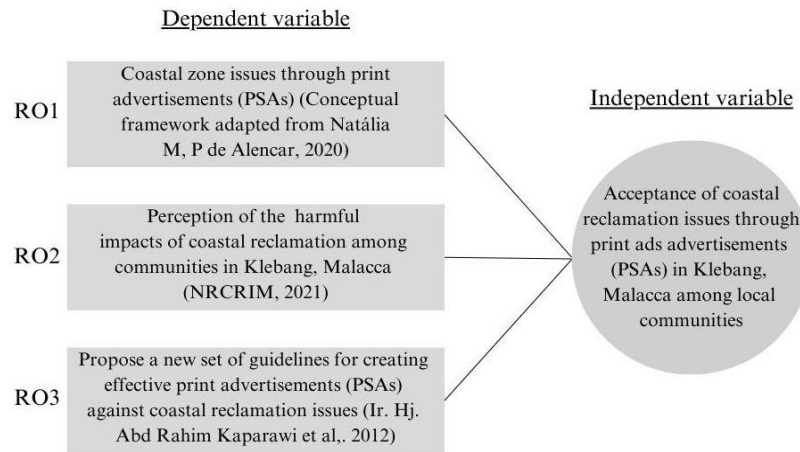 Dependent variable
RO1
Coastal zone issues through print
advertisements (PSAs) (Conceptual
framework adapted from Natália
M, P de Alencar, 2020)
RO2
Perception of the harmful
impacts of coastal reclamation among
communities in Klebang, Malacca
(NRCRIM, 2021)
RO3
Propose a new set of guidelines for creating
effective print advertisements (PSAs)
against coastal reclamation issues (Ir. Hj.
Abd Rahim Kaparawi et al,. 2012)
Independent variable
Acceptance of coastal
reclamation issues through
print ads advertisements
(PSAs) in Klebang,
Malacca among local
communities